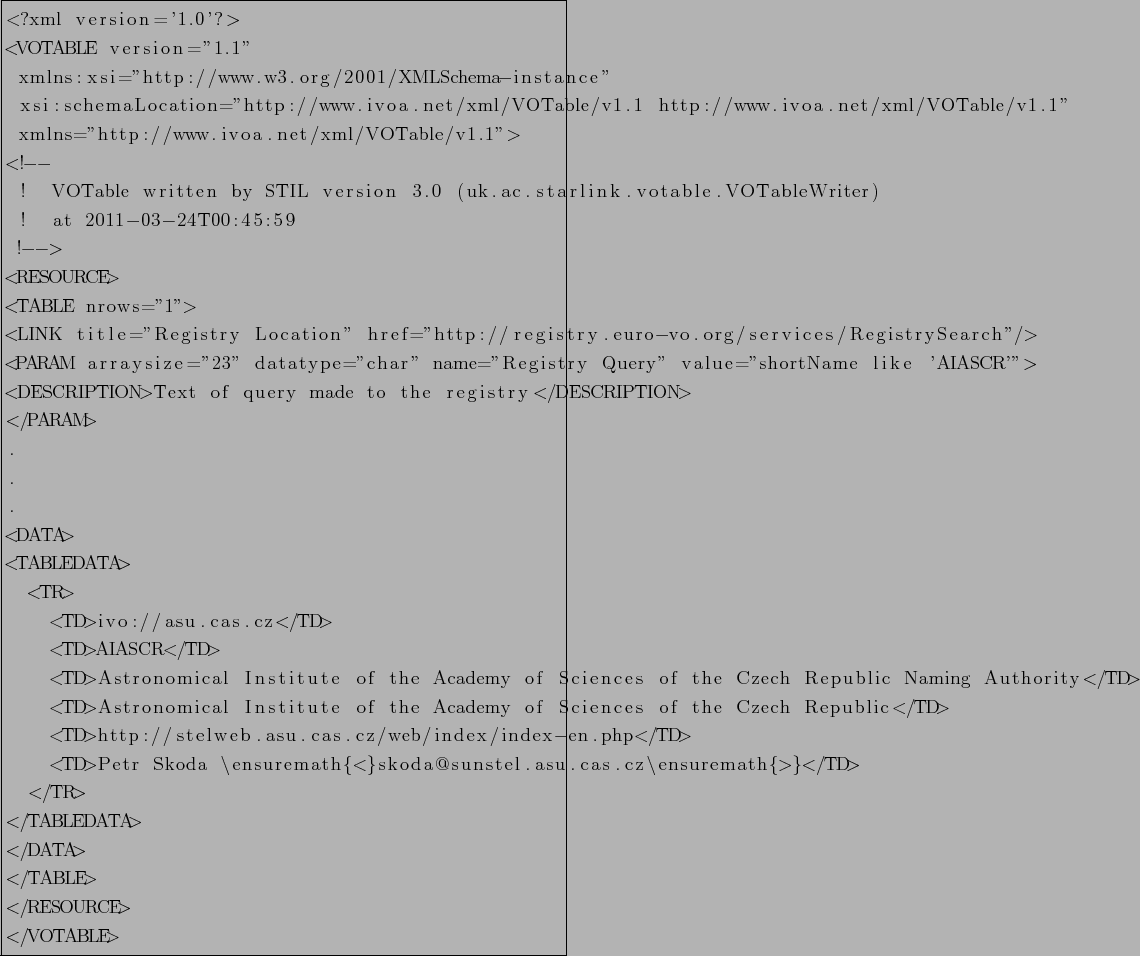 <?xml version='1.0'?>
<VOTABLE version="1.1"
xmlns:xsi="http://www.w3.org/2001/XMLSchema-instance"
xsi:schemaLocation="http://www.ivoa.net/xml/VOTable/v1.1 http://www.ivoa.net/xml/VOTable/v1.1"
xmlns="http://www.ivoa.net/xml/VOTable/v1.1">
<!--
! VOTable written by STIL version 3.0 (uk.ac.starlink.votable.VOTableWriter)
! at 2011-03-24T00:45:59
!-->
<RESOURCE>
<TABLE nrows="1">
<LINK title="Registry Location" href="http://registry.euro-vo.org/services/RegistrySearch"/>
<PARAM arraysize="23" datatype="char" name="Registry Query" value="shortName like 'AIASCR'">
<DESCRIPTION>Text of query made to the registry</DESCRIPTION>
</PARAM>
.
.
.
<DATA>
<TABLEDATA>
<TR>
<TD>ivo://asu.cas.cz</TD>
<TD>AIASCR</TD>
<TD>Astronomical Institute of the Academy of Sciences of the Czech Republic Naming Authority</TD>
<TD>Astronomical Institute of the Academy of Sciences of the Czech Republic</TD>
<TD>http://stelweb.asu.cas.cz/web/index/index-en.php</TD>
<TD>Petr Skoda \ensuremath{<}skoda@sunstel.asu.cas.cz\ensuremath{>}</TD>
</TR>
</TABLEDATA>
</DATA>
</TABLE>
</RESOURCE>
</VOTABLE>